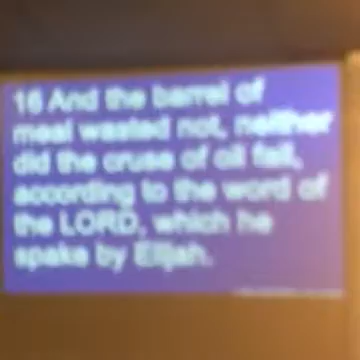 16 And the barrel of
meal wasted not, neither
did the cruse of oil fail,
according to the word of
the LORD, which he
spake by Elijah.